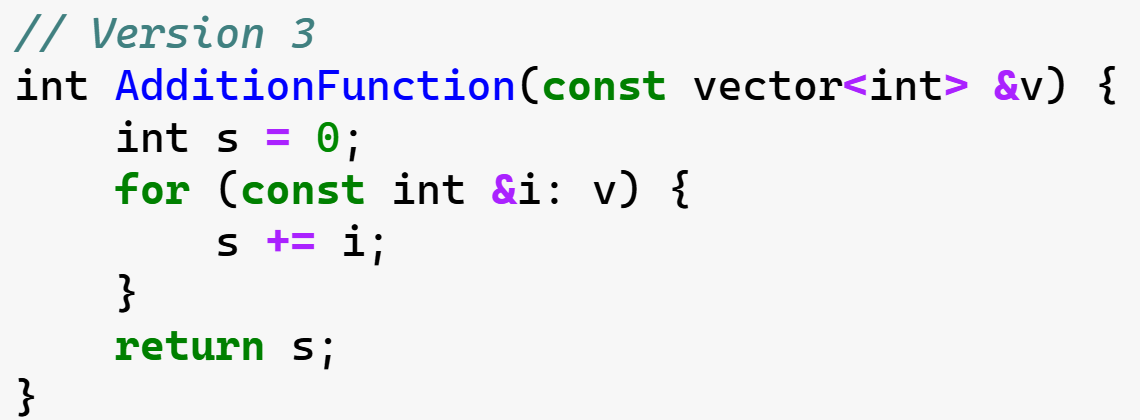 // Version 3
int AdditionFunction(const vector<int> &v) {
    int s = 0;
    for (const int &i: v) {
        s += i;
    }
    return s;
}